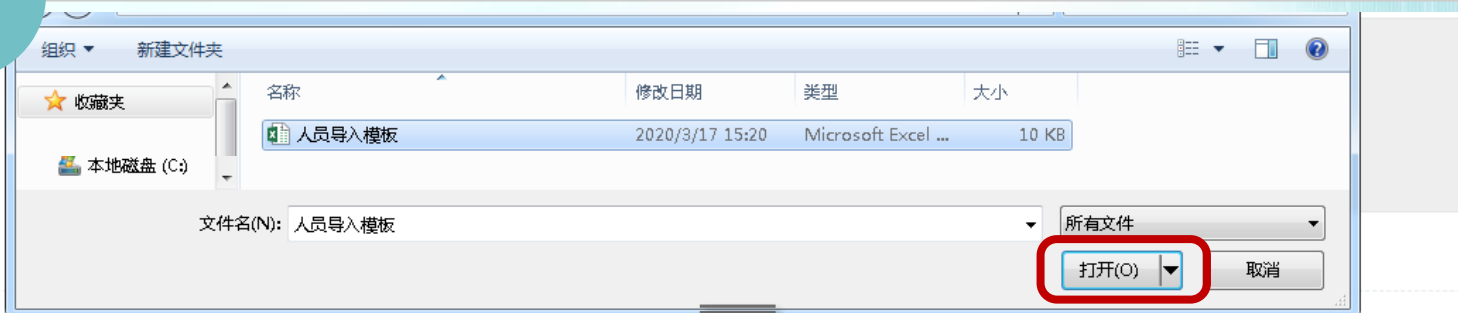 组织 新建文件夹
收藏夹 名称 修改日期 类型 大小
人员导入模板 2020/3/17 15:20 Microsoft Excel ... 10 KB
本地磁盘 (C:)
文件名(N): 人员导入模板 所有文件
打开(O) 取消